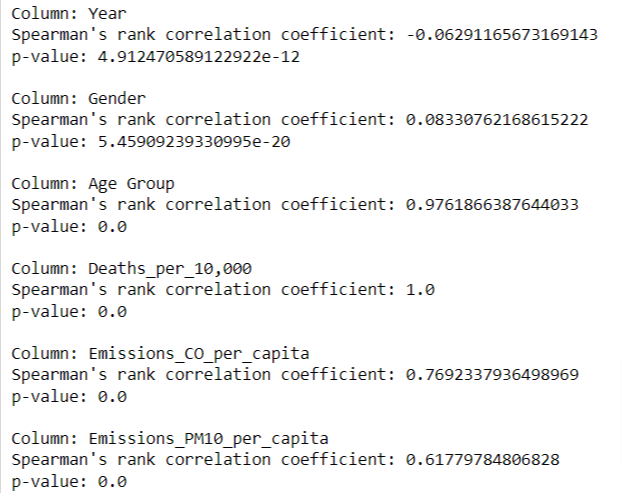 Column: Year
Spearman's rank correlation coefficient: -0.06291165673169143
p-value: 4.912470589122922e-12
Column: Gender
Spearman's rank correlation coefficient: 0.08330762168615222
p-value: 5.45909239330995e-20
Column: Age Group
Spearman's rank correlation coefficient: 0.9761866387644033
p-value: 0.0
Column: Deaths_per_10,000
Spearman's rank correlation coefficient: 1.0
p-value: 0.0
Column: Emissions_CO_per_capita
Spearman's rank correlation coefficient: 0.7692337936498969
p-value: 0.0
Column: Emissions_PM10_per_capita
Spearman's rank correlation coefficient: 0.61779784806828
p-value: 0.0